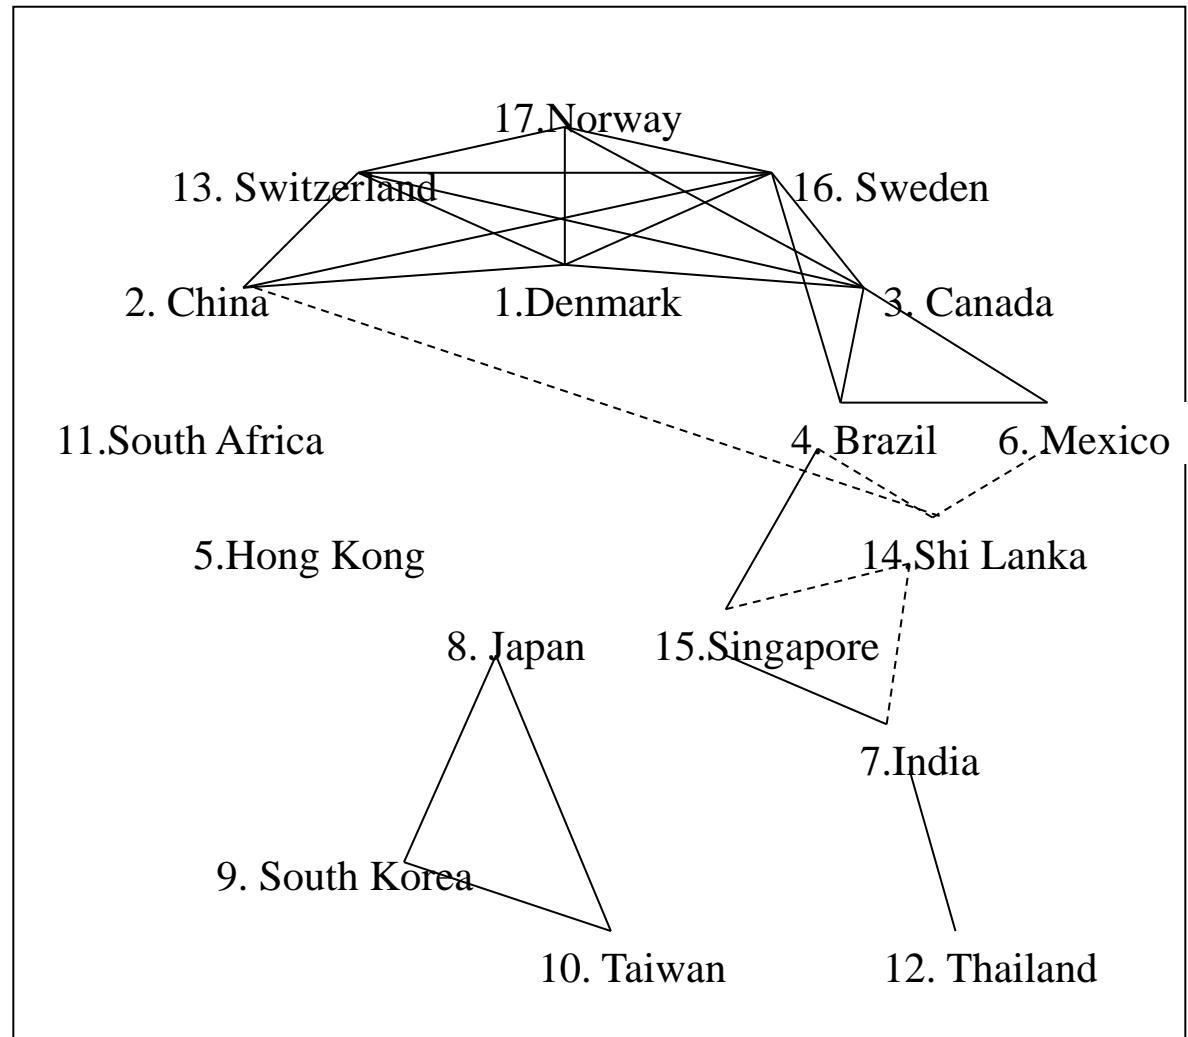 17.Norway
13. Switzerland
16. Sweden
2. China
1.Denmark
3. Canada
11.South Africa
4. Brazil
6. Mexico
5.Hong Kong
14.Shi Lanka
8. Japan
15.Singapore
7.India
9. South Korea
10. Taiwan
12. Thailand